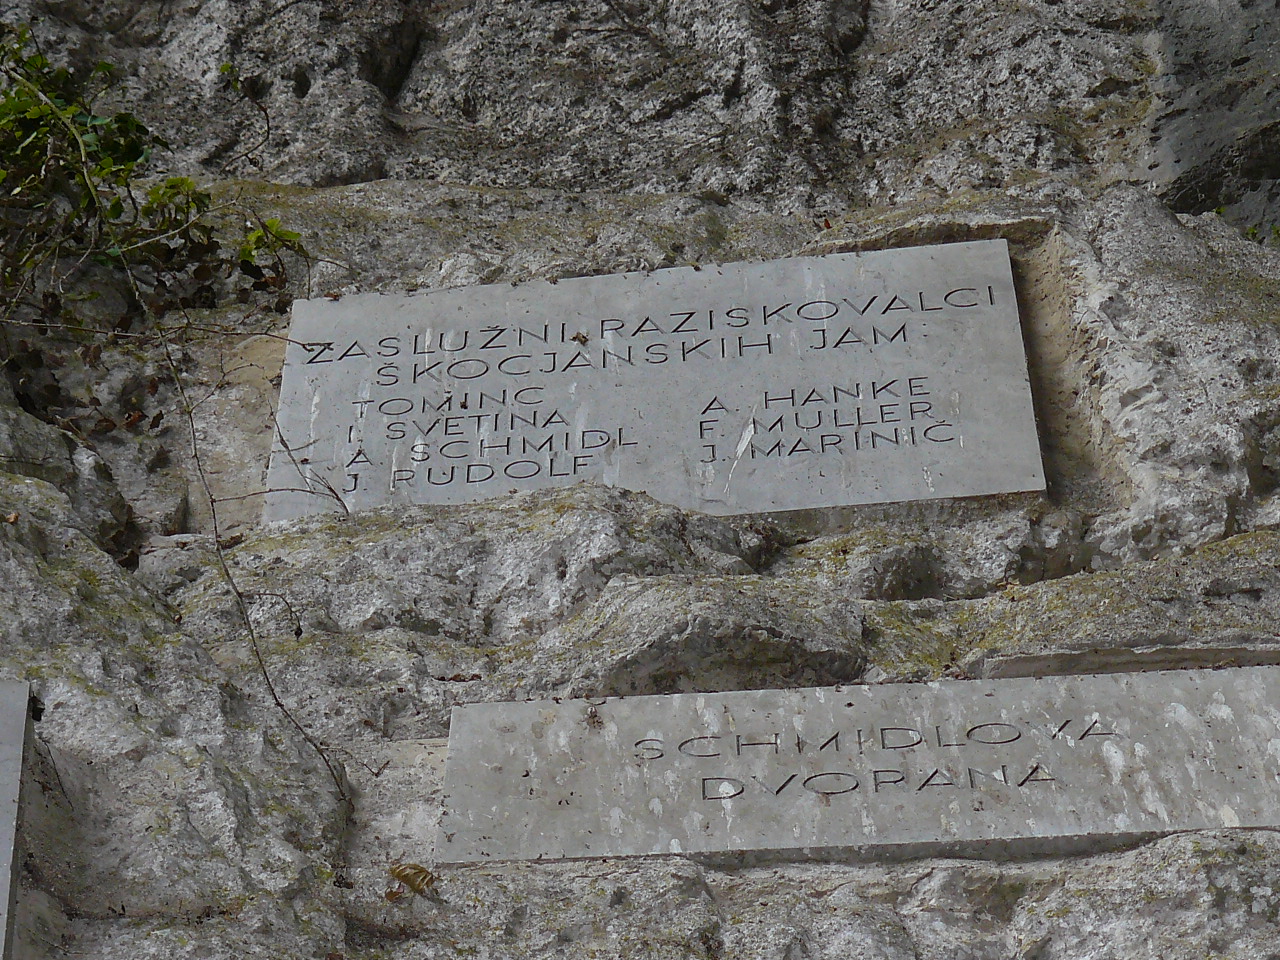 ZASLUŽNI RAZISKOVALCI
ŠKOCJANSKIH JAM
TOMINC
I. SVETINA A. HANKE
A. SCHMIDL F. MULLER
J. RUDOLF J. MARINIČ
SCHMIDLOVA
DVORANA